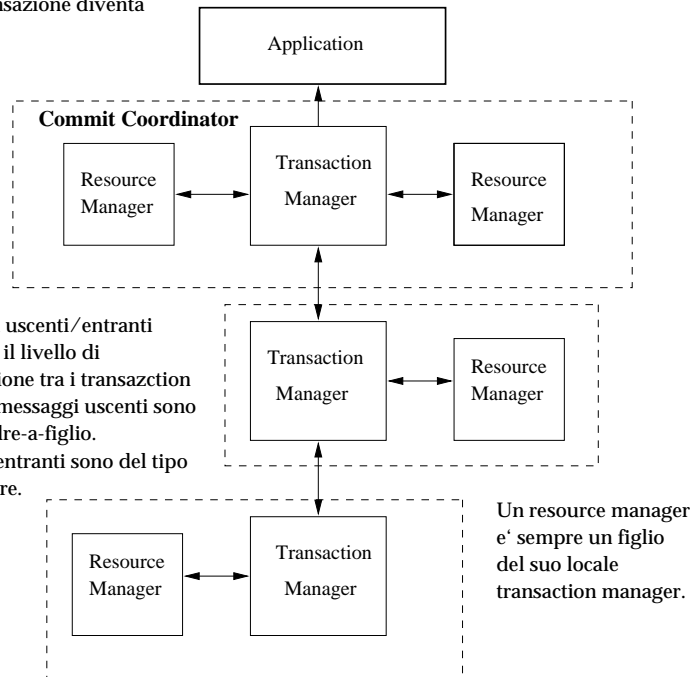 nsazione diventa
Application
Commit Coordinator
Resource
Manager
Transaction
Manager
Resource
Manager
uscenti/entranti
il livello di
ione tra i transazction
messaggi uscenti sono
dre-a-figlio.
entranti sono del tipo
re.
Transaction
Manager
Resource
Manager
Resource
Manager
Transaction
Manager
Un resource manager
e‘ sempre un figlio
del suo locale
transaction manager.